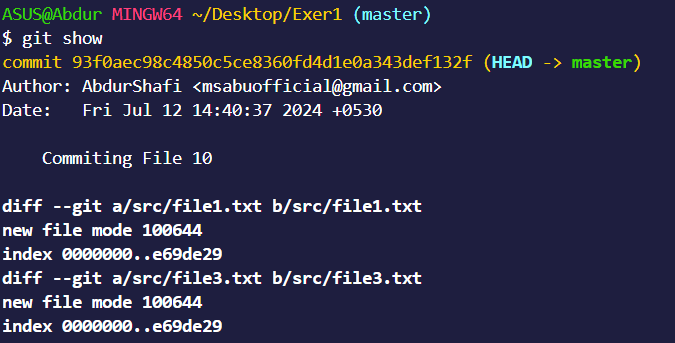 ASUS@Abdur MINGW64 ~/Desktop/Exer1 (master)
$ git show
commit 93f0aec98c4850c5ce8360fd4d1e0a343def132f (HEAD -> master)
Author: AbdurShafi <msabuofficial@gmail.com>
Date:   Fri Jul 12 14:40:37 2024 +0530
    Commiting File 10
diff --git a/src/file1.txt b/src/file1.txt
new file mode 100644
index 0000000..e69de29
diff --git a/src/file3.txt b/src/file3.txt
new file mode 100644
index 0000000..e69de29